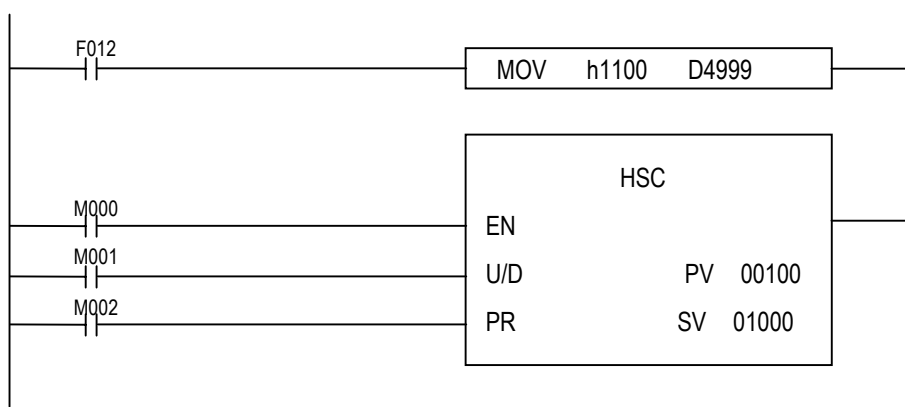 F012
MOV h1100 D4999
HSC
M000
EN
M001
U/D PV 00100
M002
PR SV 01000